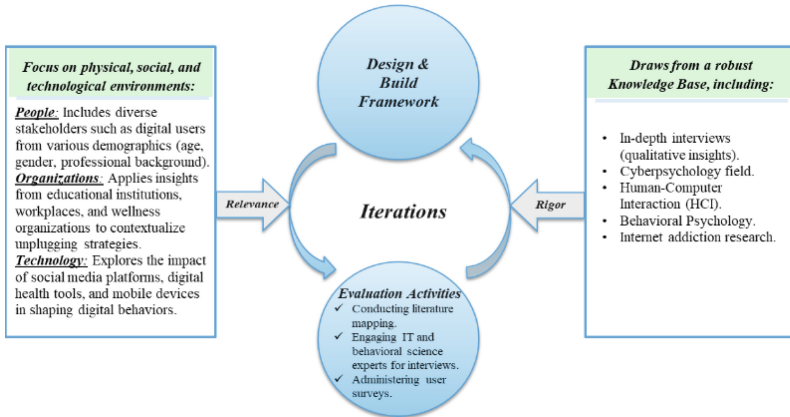 Focus on physical, social, and
technological environments:
People: Includes diverse
stakeholders such as digital users
from various demographics (age,
gender, professional background).
Organizations: Applies insights
from educational institutions,
workplaces, and wellness
organizations to contextualize
unplugging strategies.
Technology: Explores the impact
of social media platforms, digital
health tools, and mobile devices
in shaping digital behaviors.
Relevance
Design &
Build
Framework
Iterations
Evaluation Activities
✓ Conducting literature
mapping.
✓ Engaging IT and
behavioral science
experts for interviews.
✓ Administering user
surveys.
Rigor
Draws from a robust
Knowledge Base, including:
• In-depth interviews
(qualitative insights).
• Cyberpsychology field.
• Human-Computer
Interaction (HCI).
• Behavioral Psychology.
• Internet addiction research.